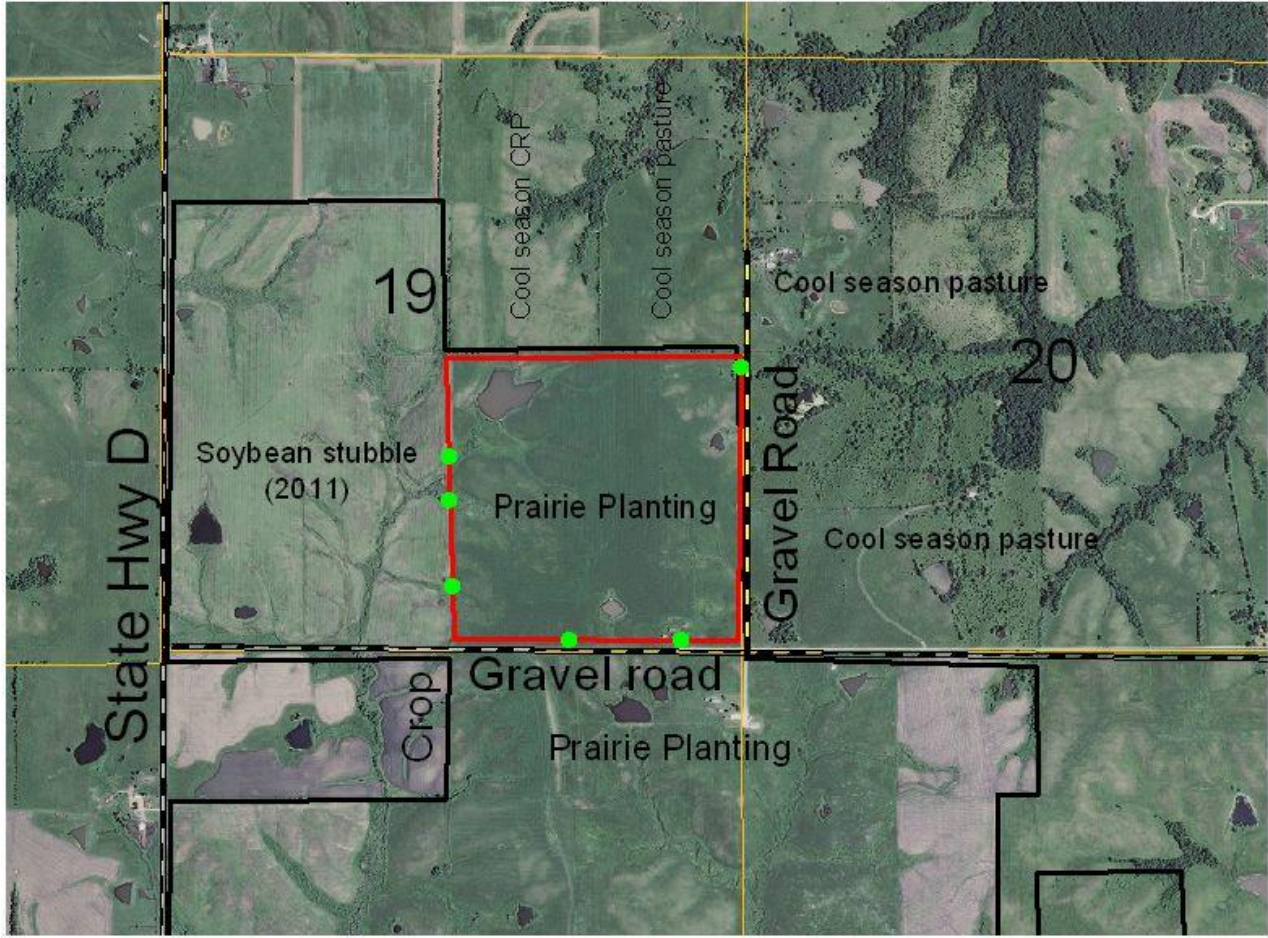 Cool season CRP
Cool season pasture
19
Cool season pasture
20
Soybean stubble
(2011)
Prairie Planting
Gravel Road
Cool season pasture
State Hwy D
Crop
Gravel road
Prairie Planting